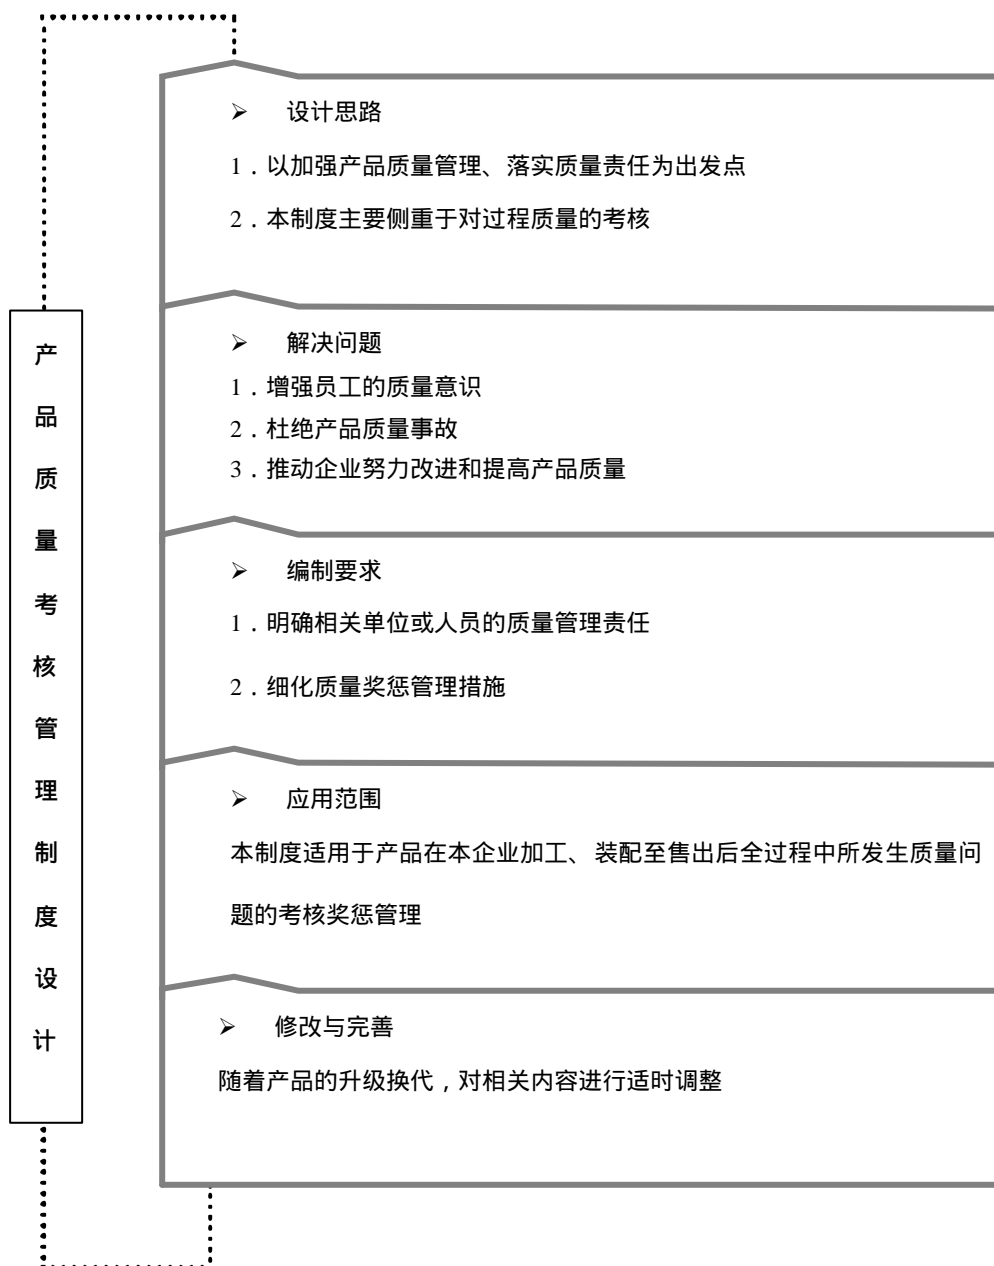 产品质量考核管理制度设计
➢ 设计思路
1．以加强产品质量管理、落实质量责任为出发点
2．本制度主要侧重于对过程质量的考核
➢ 解决问题
1．增强员工的质量意识
2．杜绝产品质量事故
3．推动企业努力改进和提高产品质量
➢ 编制要求
1．明确相关单位或人员的质量管理责任
2．细化质量奖惩管理措施
➢ 应用范围
本制度适用于产品在本企业加工、装配至售出后全过程中所发生质量问
题的考核奖惩管理
➢ 修改与完善
随着产品的升级换代，对相关内容进行适时调整